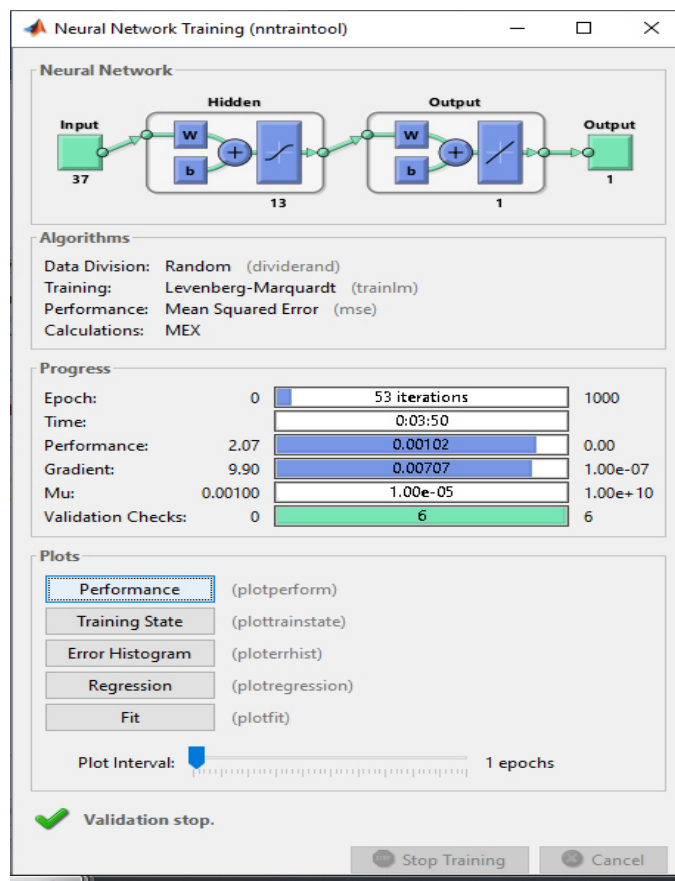 Neural Network Training (nntraintool)
Neural Network
Hidden Output
Input Output
W W
b b
+ +
37 1
13 1
Algorithms
Data Division: Random (dividerand)
Training: Levenberg-Marquardt (trainlm)
Performance: Mean Squared Error (mse)
Calculations: MEX
Progress
Epoch: 0 53 iterations 1000
Time: 0:03:50
Performance: 2.07 0.00102 0.00
Gradient: 9.90 0.00707 1.00e-07
Mu: 0.00100 1.00e-05 1.00e+10
Validation Checks: 0 6 6
Plots
Performance (plotperform)
Training State (plottrainstate)
Error Histogram (ploterrhist)
Regression (plotregression)
Fit (plotfit)
Plot Interval: 1 epochs
Validation stop.
Stop Training Cancel